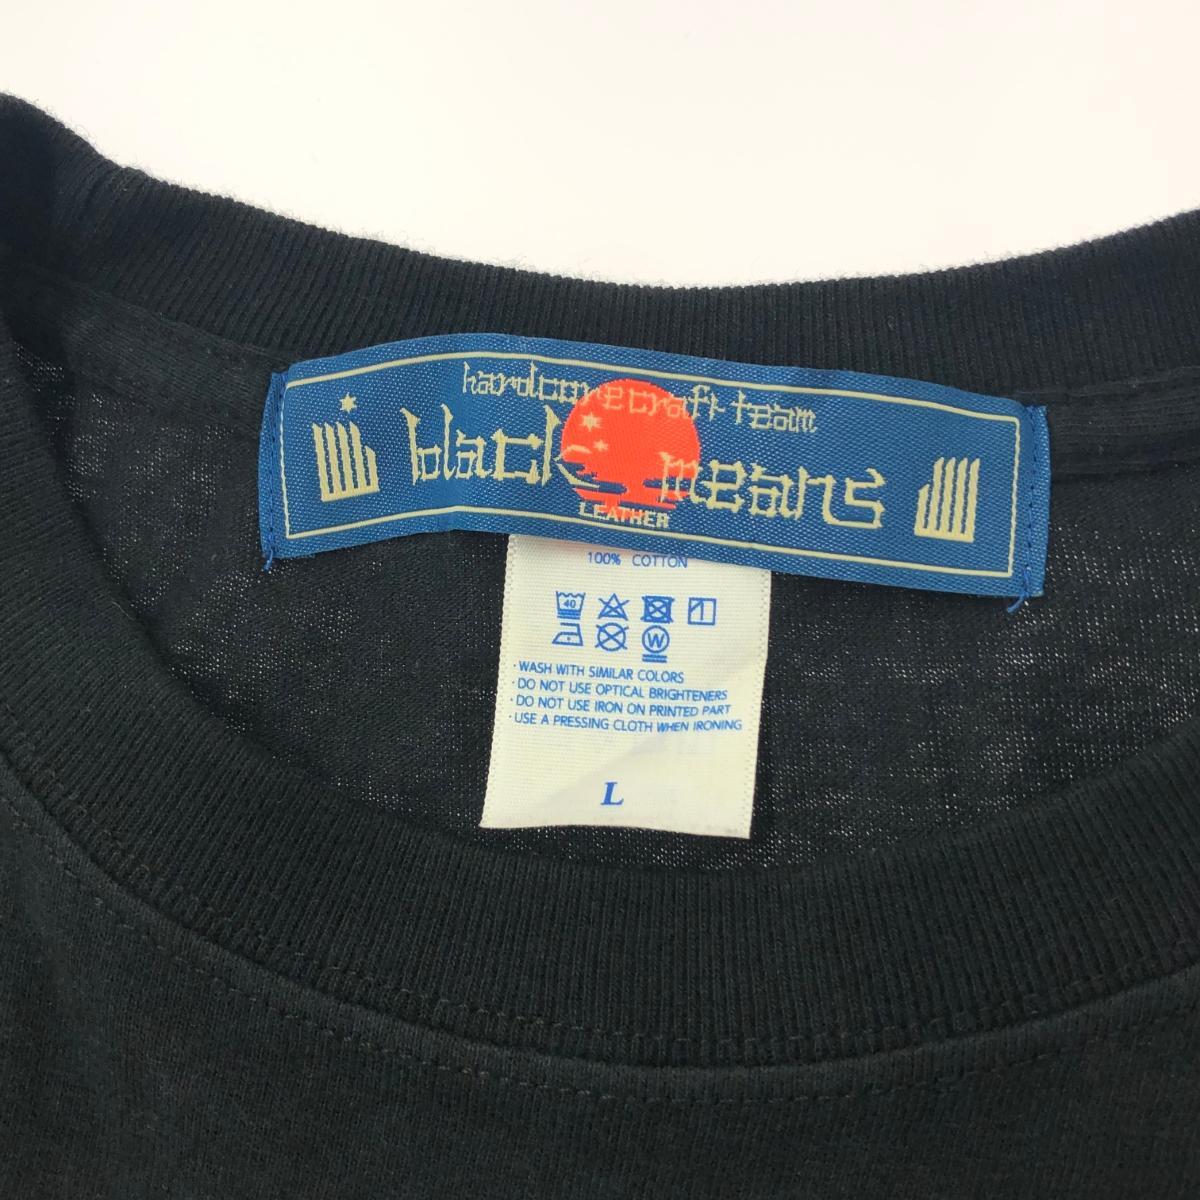 hardcore craft team
black means
LEATHER
100% COTTON
40
W
· WASH WITH SIMILAR COLORS
· DO NOT USE OPTICAL BRIGHTENERS
· DO NOT USE IRON ON PRINTED PART
· USE A PRESSING CLOTH WHEN IRONING
L